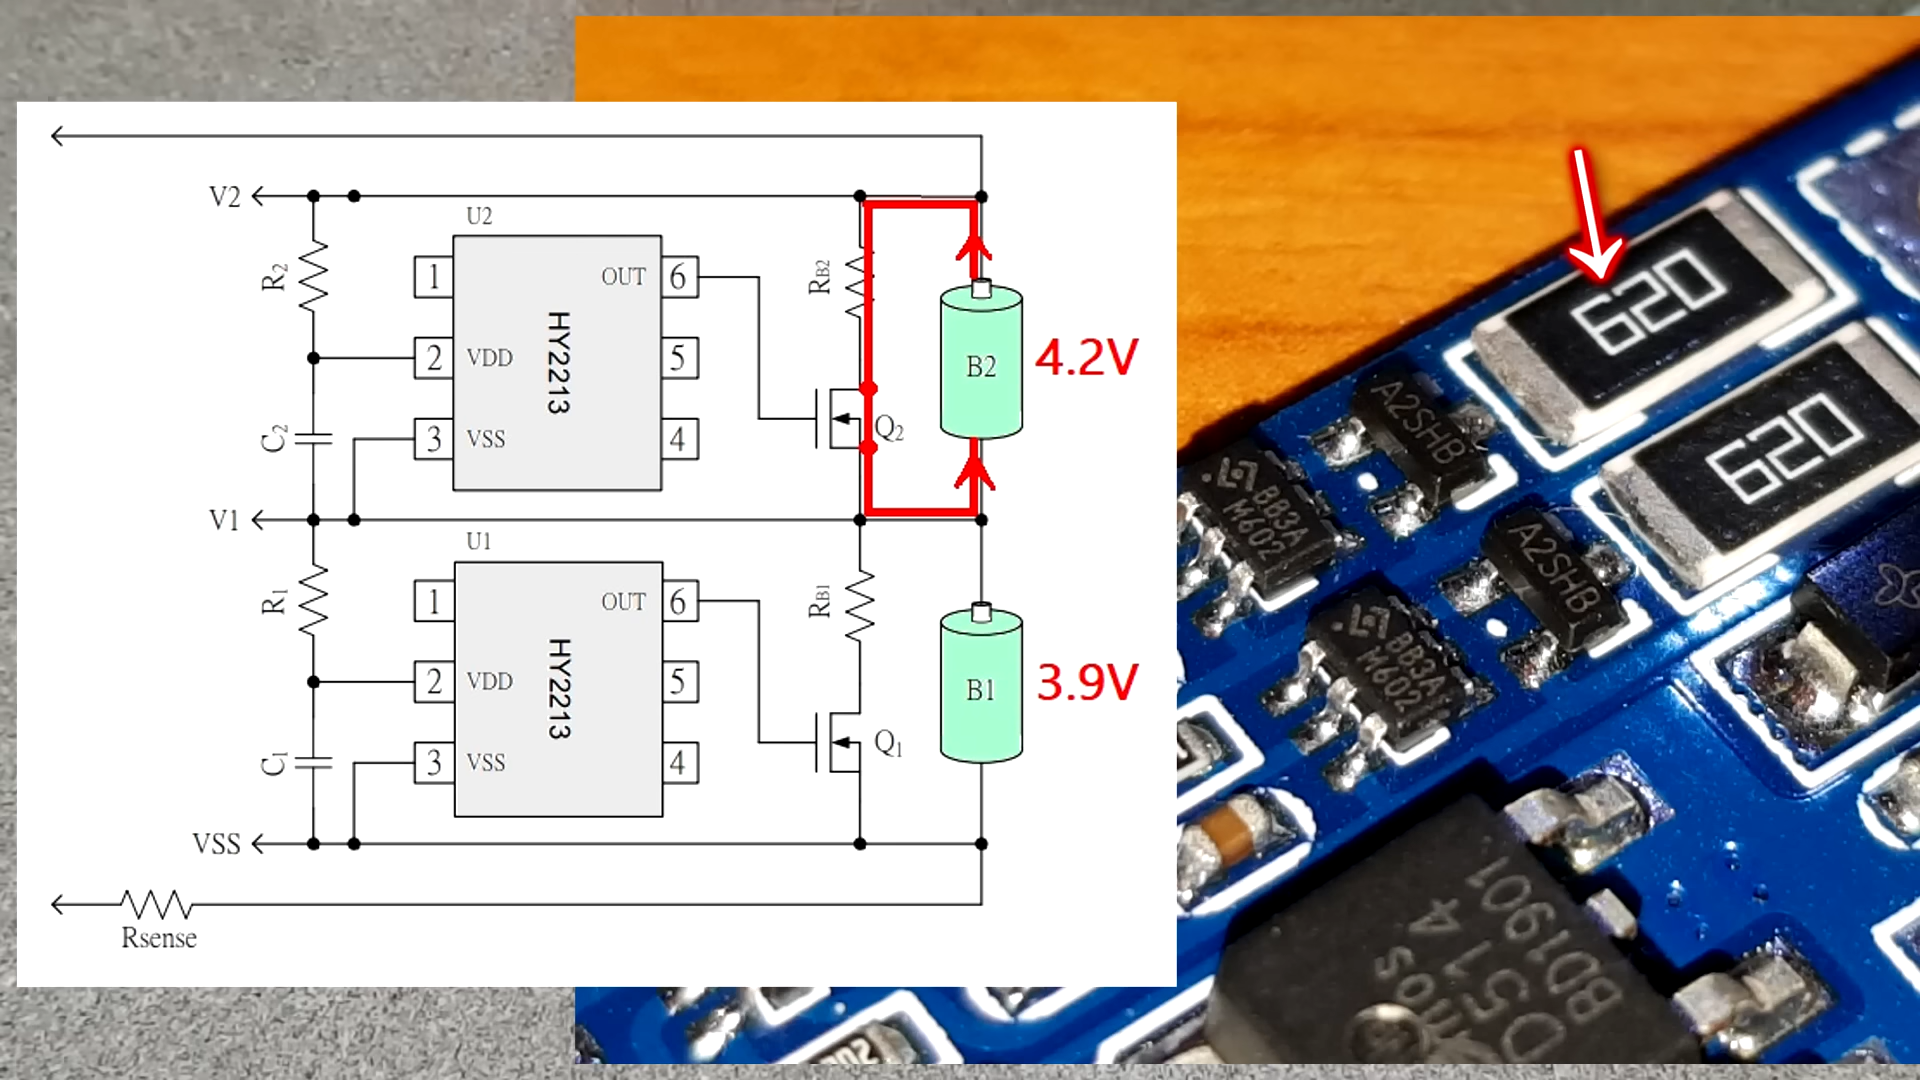 V2
U2
R2
1
OUT
6
RB2
HY2213
2
VDD
5
B2
4.2V
C2
3
VSS
4
Q2
V1
U1
R1
1
OUT
6
RB1
HY2213
2
VDD
5
B1
3.9V
C1
3
VSS
4
Q1
VSS
Rsense
620
620
A2SHB
A2SHB
BB3A
M602
BB3A
M602
BD1901
C514
mos